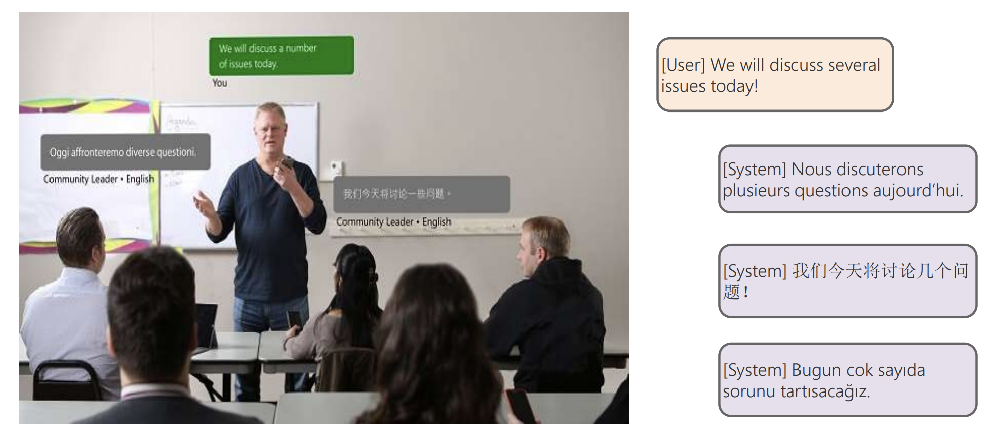 We will discuss a number
of issues today.
You
Agenda
Oggi affronteremo diverse questioni.
Community Leader • English
我们今天将讨论一些问题。
Community Leader • English
[User] We will discuss several
issues today!
[System] Nous discuterons
plusieurs questions aujourd’hui.
[System] 我们今天将讨论几个问
题!
[System] Bugun cok sayıda
sorunu tartısacağız.